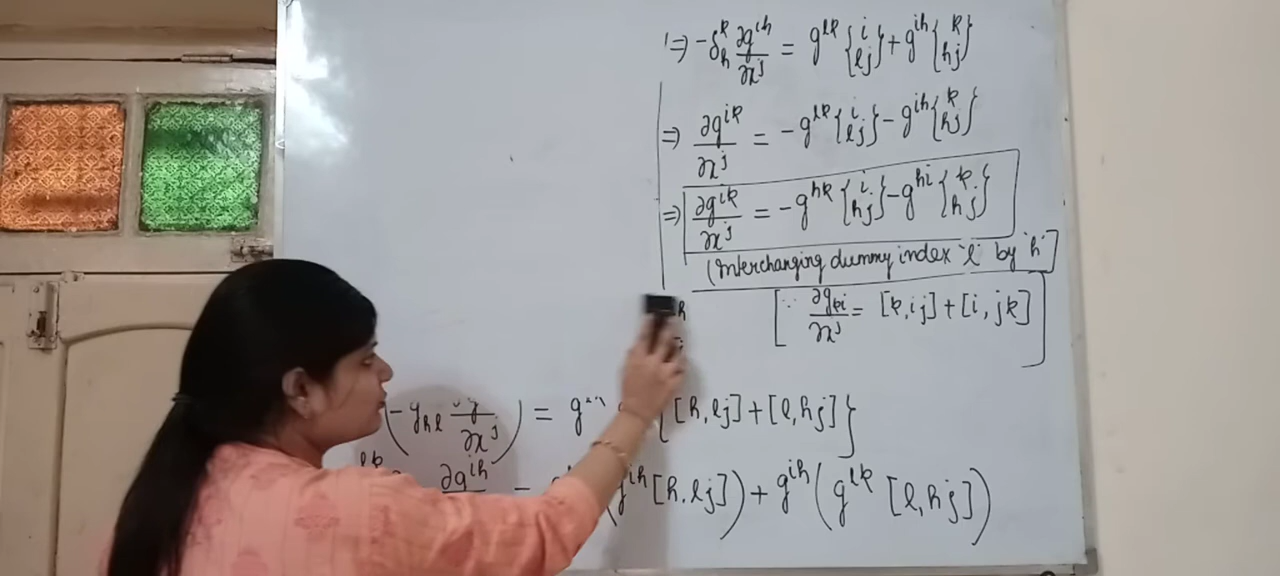 ⇒ -δ^k_h ∂g^{ih}/∂x^j = g^{lk} {i lj} + g^{ih} {k hj}
⇒ ∂g^{ik}/∂x^j = -g^{lk} {i lj} - g^{ih} {k hj}
⇒ ∂g^{ik}/∂x^j = -g^{hk} {i hj} - g^{hi} {k hj}
(Interchanging dummy index 'l' by 'h']
[∵ ∂g_{ki}/∂x^j = [k, ij] + [i, jk]]
∂x^j) = {[h, lj] + [l, hj]}
∂g^{ih} = g^{ih} [h, lj]) + g^{ih} (g^{lk} [l, hj])